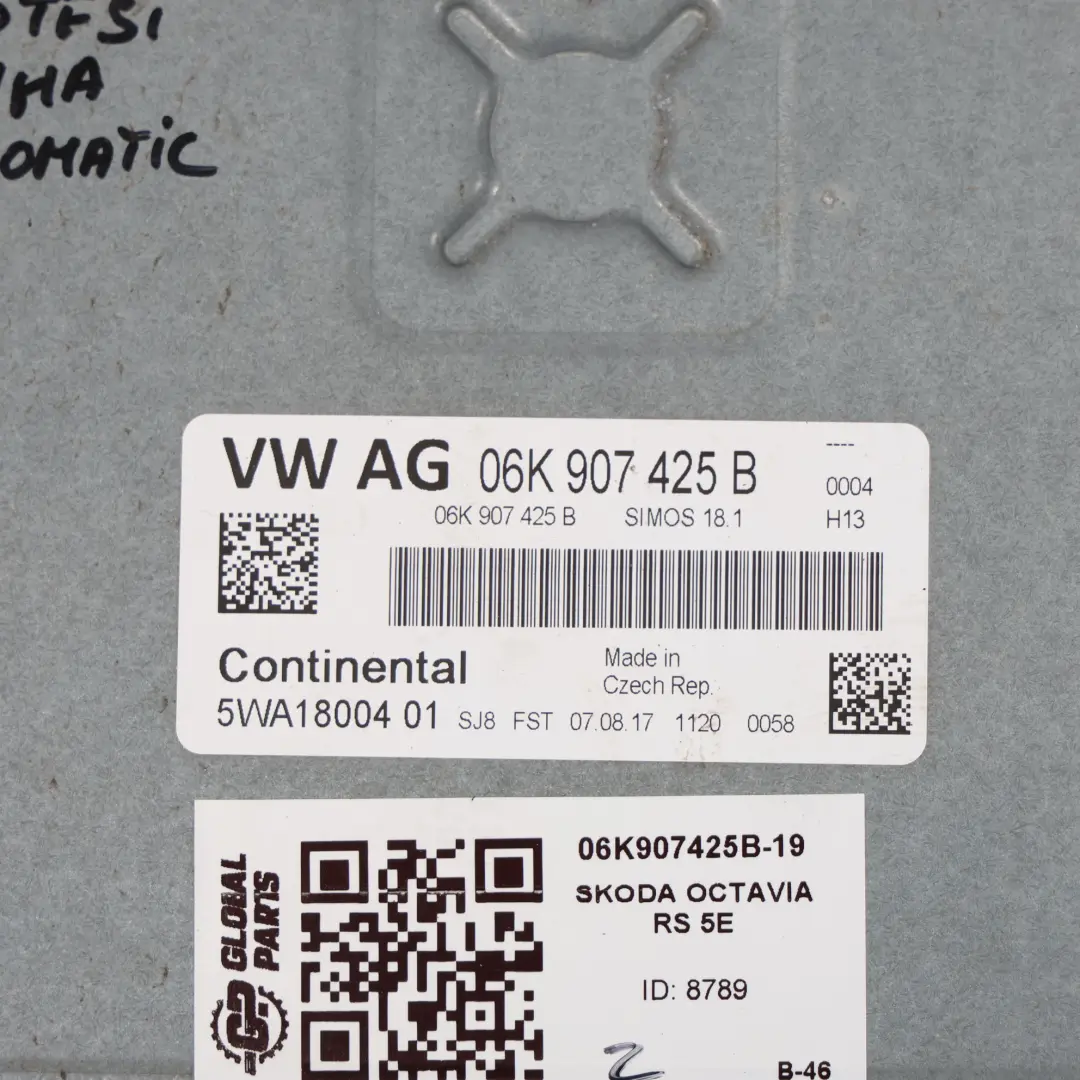 TFSI
HA
OMATIC
VW AG 06K 907 425 B
----
0004
06K 907 425 B SIMOS 18.1 H13
Continental
Made in
Czech Rep.
5WA18004 01 SJ8 FST 07.08.17 1120 0058
GLOBAL
PARTS
06K907425B-19
SKODA OCTAVIA
RS 5E
ID: 8789
2
B-46